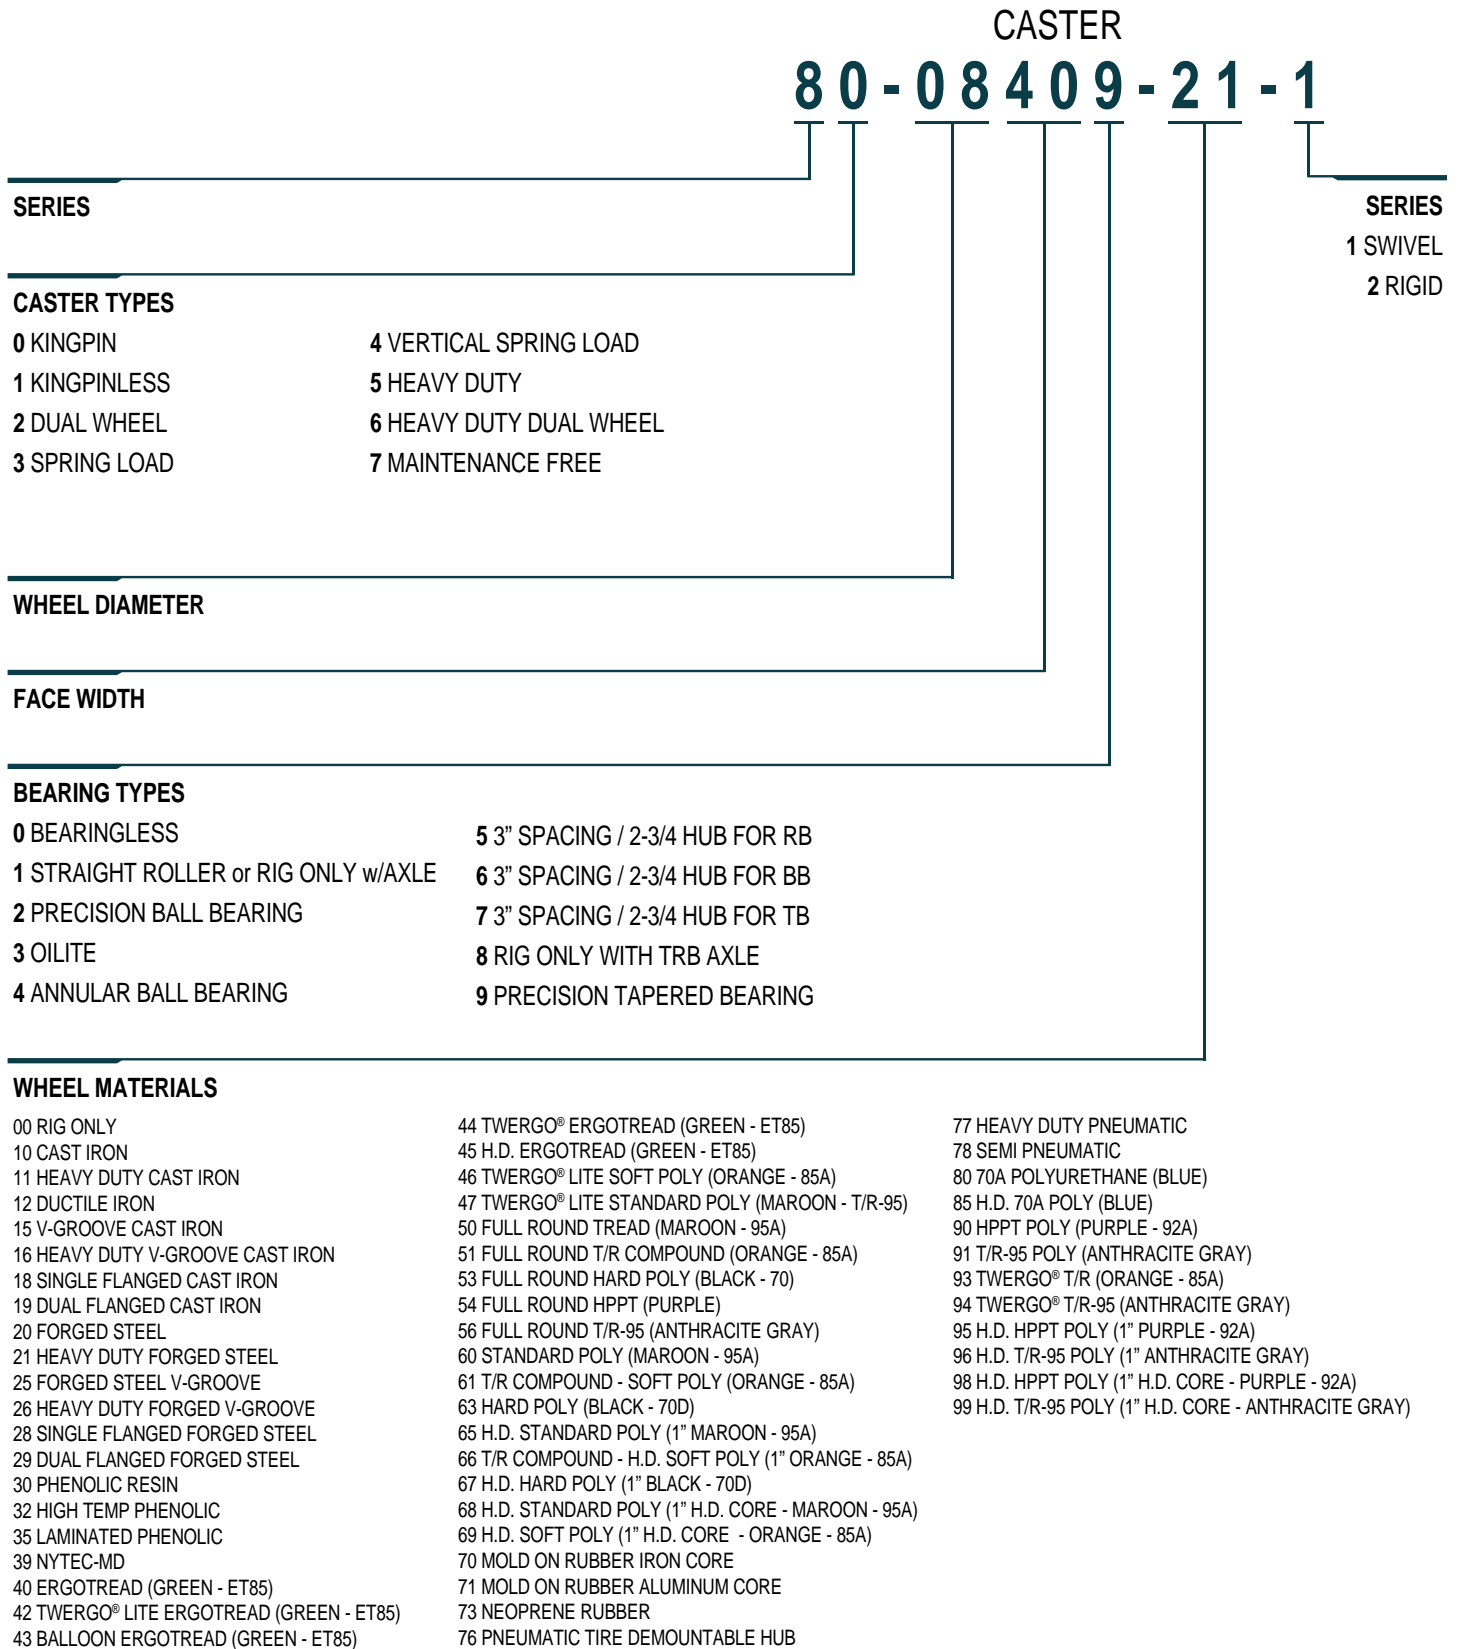 CASTER
80-08409-21-1
SERIES
SERIES
1 SWIVEL
2 RIGID
CASTER TYPES
0 KINGPIN
1 KINGPINLESS
2 DUAL WHEEL
3 SPRING LOAD
4 VERTICAL SPRING LOAD
5 HEAVY DUTY
6 HEAVY DUTY DUAL WHEEL
7 MAINTENANCE FREE
WHEEL DIAMETER
FACE WIDTH
BEARING TYPES
0 BEARINGLESS
1 STRAIGHT ROLLER or RIG ONLY w/AXLE
2 PRECISION BALL BEARING
3 OILITE
4 ANNULAR BALL BEARING
5 3” SPACING / 2-3/4 HUB FOR RB
6 3” SPACING / 2-3/4 HUB FOR BB
7 3” SPACING / 2-3/4 HUB FOR TB
8 RIG ONLY WITH TRB AXLE
9 PRECISION TAPERED BEARING
WHEEL MATERIALS
00 RIG ONLY
10 CAST IRON
11 HEAVY DUTY CAST IRON
12 DUCTILE IRON
15 V-GROOVE CAST IRON
16 HEAVY DUTY V-GROOVE CAST IRON
18 SINGLE FLANGED CAST IRON
19 DUAL FLANGED CAST IRON
20 FORGED STEEL
21 HEAVY DUTY FORGED STEEL
25 FORGED STEEL V-GROOVE
26 HEAVY DUTY FORGED V-GROOVE
28 SINGLE FLANGED FORGED STEEL
29 DUAL FLANGED FORGED STEEL
30 PHENOLIC RESIN
32 HIGH TEMP PHENOLIC
35 LAMINATED PHENOLIC
39 NYTEC-MD
40 ERGOTREAD (GREEN - ET85)
42 TWERGO® LITE ERGOTREAD (GREEN - ET85)
43 BALLOON ERGOTREAD (GREEN - ET85)
44 TWERGO® ERGOTREAD (GREEN - ET85)
45 H.D. ERGOTREAD (GREEN - ET85)
46 TWERGO® LITE SOFT POLY (ORANGE - 85A)
47 TWERGO® LITE STANDARD POLY (MAROON - T/R-95)
50 FULL ROUND TREAD (MAROON - 95A)
51 FULL ROUND T/R COMPOUND (ORANGE - 85A)
53 FULL ROUND HARD POLY (BLACK - 70)
54 FULL ROUND HPPT (PURPLE)
56 FULL ROUND T/R-95 (ANTHRACITE GRAY)
60 STANDARD POLY (MAROON - 95A)
61 T/R COMPOUND - SOFT POLY (ORANGE - 85A)
63 HARD POLY (BLACK - 70D)
65 H.D. STANDARD POLY (1” MAROON - 95A)
66 T/R COMPOUND - H.D. SOFT POLY (1” ORANGE - 85A)
67 H.D. HARD POLY (1” BLACK - 70D)
68 H.D. STANDARD POLY (1” H.D. CORE - MAROON - 95A)
69 H.D. SOFT POLY (1” H.D. CORE - ORANGE - 85A)
70 MOLD ON RUBBER IRON CORE
71 MOLD ON RUBBER ALUMINUM CORE
73 NEOPRENE RUBBER
76 PNEUMATIC TIRE DEMOUNTABLE HUB
77 HEAVY DUTY PNEUMATIC
78 SEMI PNEUMATIC
80 70A POLYURETHANE (BLUE)
85 H.D. 70A POLY (BLUE)
90 HPPT POLY (PURPLE - 92A)
91 T/R-95 POLY (ANTHRACITE GRAY)
93 TWERGO® T/R (ORANGE - 85A)
94 TWERGO® T/R-95 (ANTHRACITE GRAY)
95 H.D. HPPT POLY (1” PURPLE - 92A)
96 H.D. T/R-95 POLY (1” ANTHRACITE GRAY)
98 H.D. HPPT POLY (1” H.D. CORE - PURPLE - 92A)
99 H.D. T/R-95 POLY (1” H.D. CORE - ANTHRACITE GRAY)